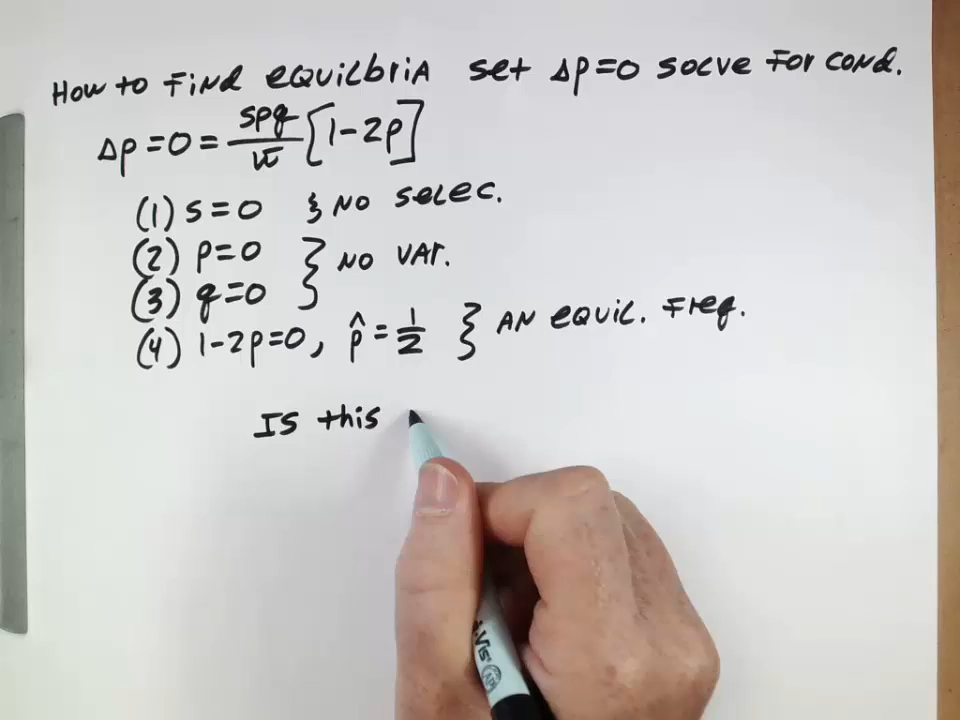 How to Find equilbria set Δp=0 solve for cond.
Δp = 0 = spq/w̄ [1-2p]
(1) s=0 } No selec.
(2) p=0 } No var.
(3) q=0
(4) 1-2p=0, p̂ = 1/2 } An equil. freq.
Is this
Vis